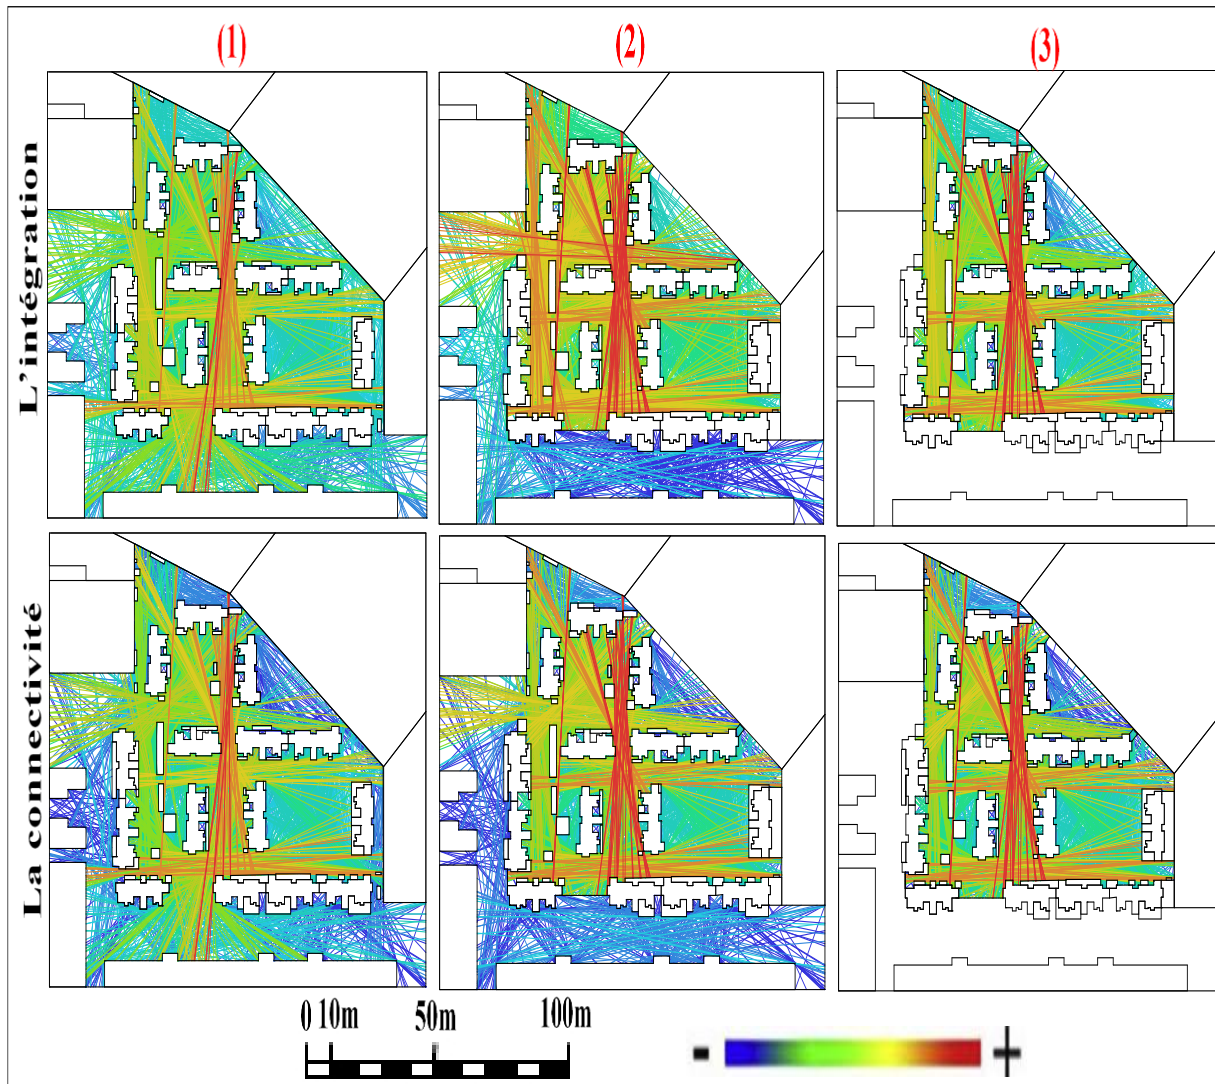 (1) (2) (3)
L'intégration
La connectivité
0 10m 50m 100m
- +